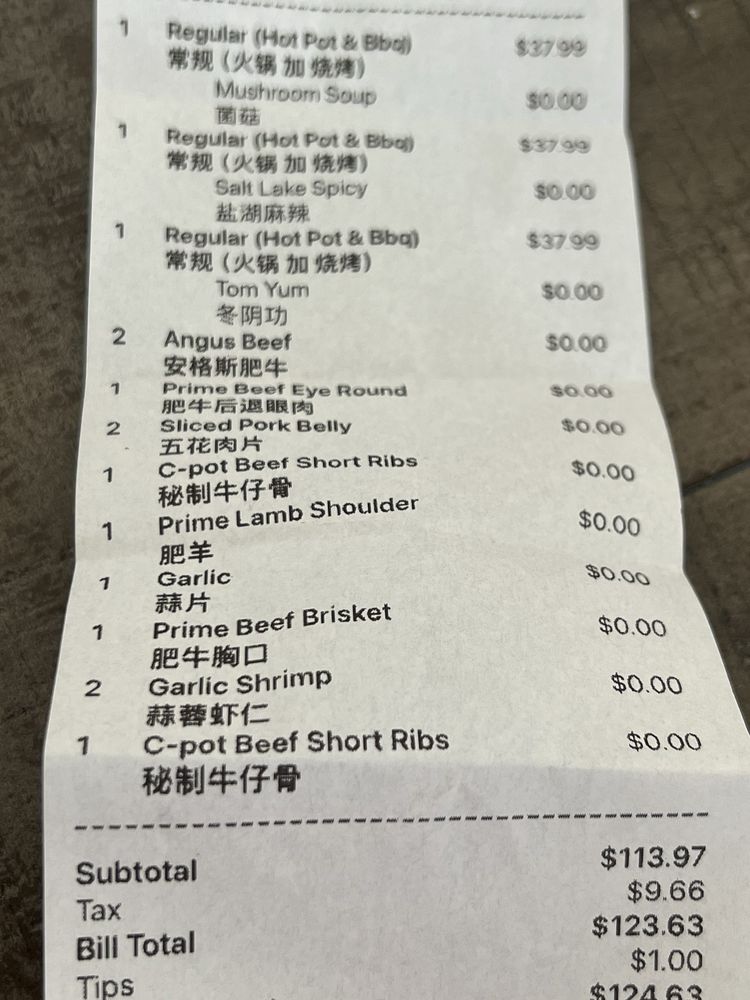 1 Regular (Hot Pot & Bbq) $37.99
常规 (火锅 加 烧烤)
Mushroom Soup $0.00
菌菇
1 Regular (Hot Pot & Bbq) $37.99
常规 (火锅 加 烧烤)
Salt Lake Spicy $0.00
盐湖麻辣
1 Regular (Hot Pot & Bbq) $37.99
常规 (火锅 加 烧烤)
Tom Yum $0.00
冬阴功
2 Angus Beef $0.00
安格斯肥牛
1 Prime Beef Eye Round $0.00
肥牛后退眼肉
2 Sliced Pork Belly $0.00
五花肉片
1 C-pot Beef Short Ribs $0.00
秘制牛仔骨
1 Prime Lamb Shoulder $0.00
肥羊
1 Garlic $0.00
蒜片
1 Prime Beef Brisket $0.00
肥牛胸口
2 Garlic Shrimp $0.00
蒜蓉虾仁
1 C-pot Beef Short Ribs $0.00
秘制牛仔骨
Subtotal $113.97
Tax $9.66
Bill Total $123.63
Tips $1.00
$124.63